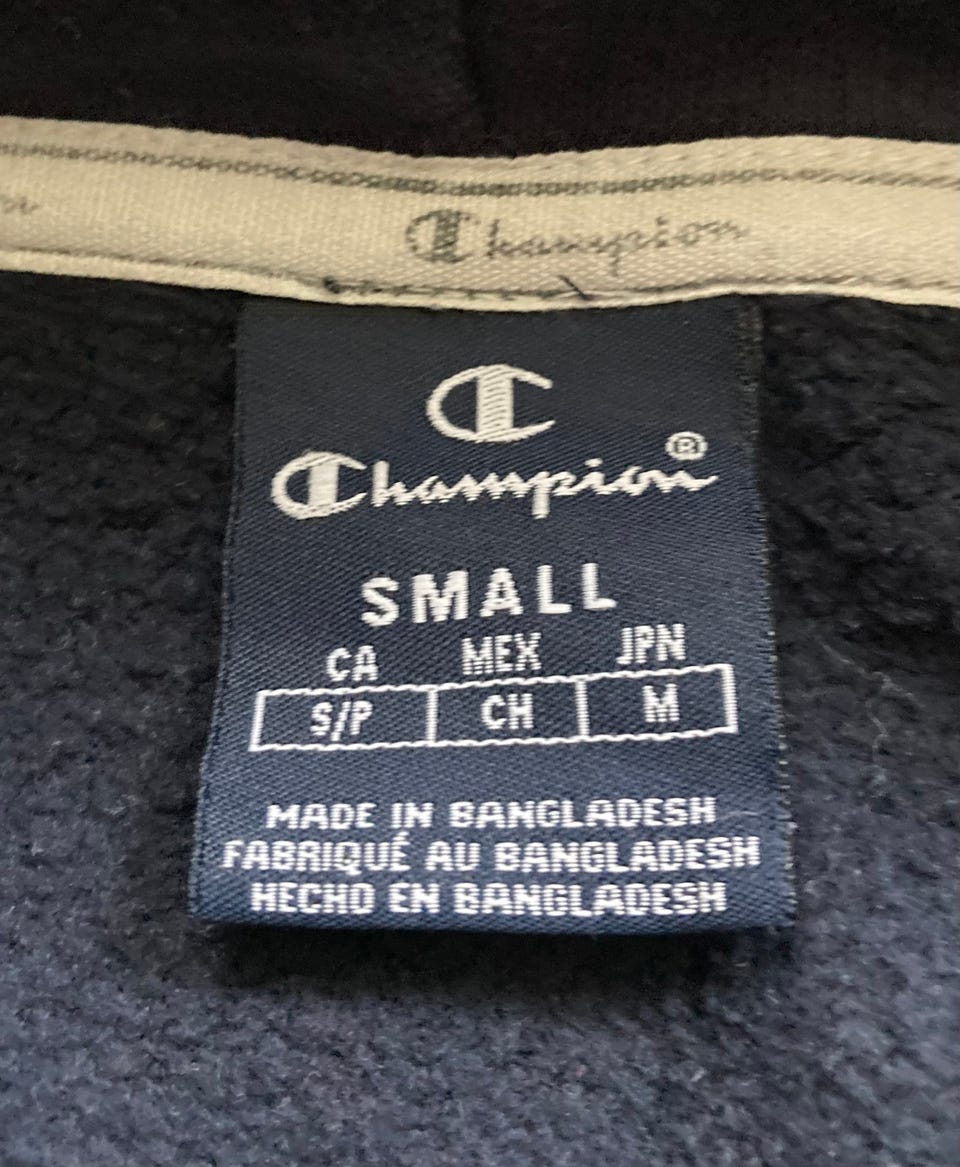 Champion
C
Champion®
SMALL
CA MEX JPN
S/P CH M
MADE IN BANGLADESH
FABRIQUÉ AU BANGLADESH
HECHO EN BANGLADESH